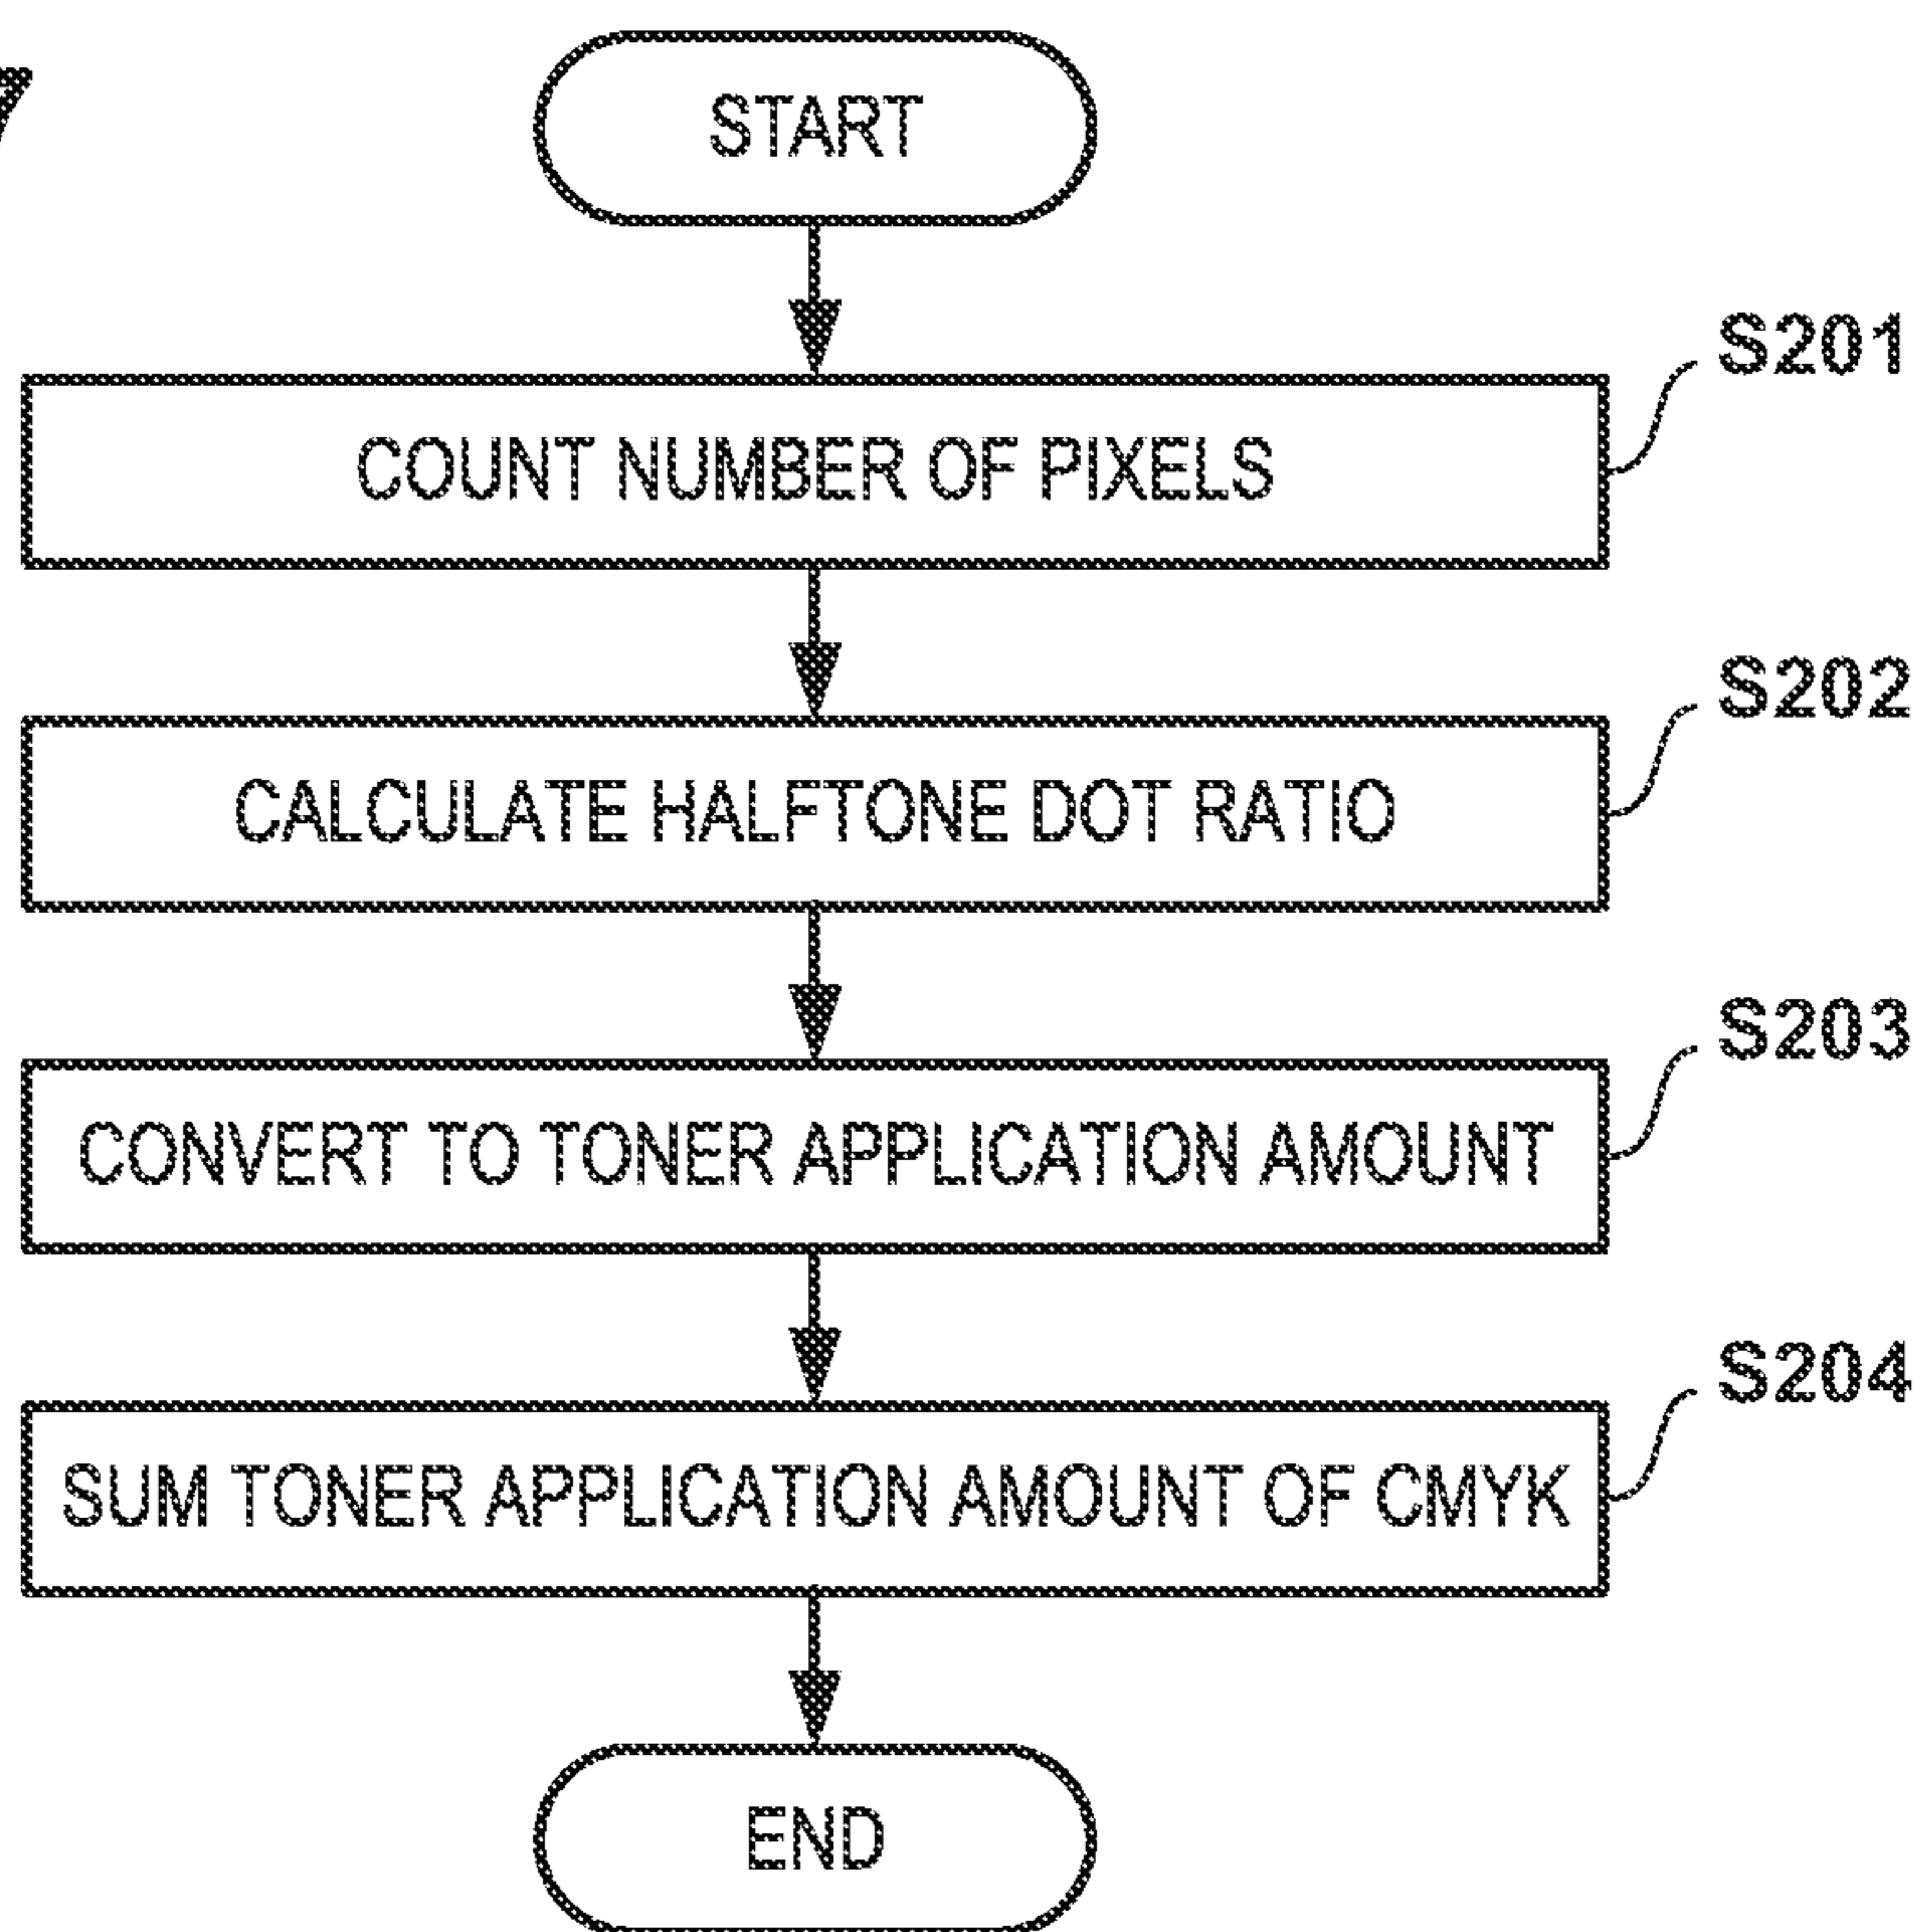 START
S201
COUNT NUMBER OF PIXELS
S202
CALCULATE HALFTONE DOT RATIO
S203
CONVERT TO TONER APPLICATION AMOUNT
S204
SUM TONER APPLICATION AMOUNT OF CMYK
END